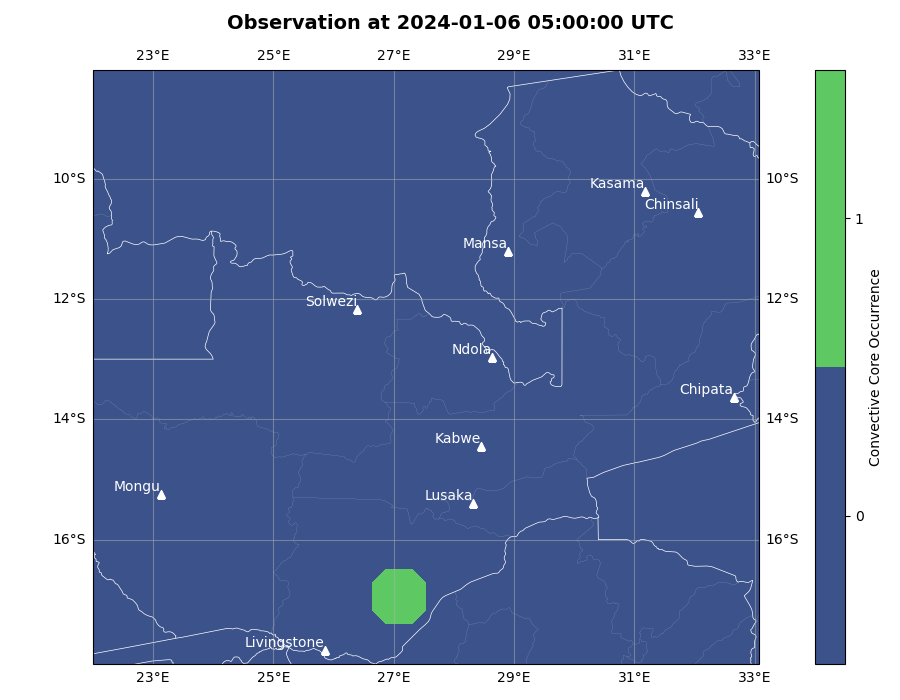 Observation at 2024-01-06 05:00:00 UTC
23°E 25°E 27°E 29°E 31°E 33°E
10°S 10°S
12°S 12°S
14°S 14°S
16°S 16°S
Kasama
Chinsali
Mansa
Solwezi
Ndola
Chipata
Kabwe
Mongu
Lusaka
Livingstone
23°E 25°E 27°E 29°E 31°E 33°E
1
0
Convective Core Occurrence